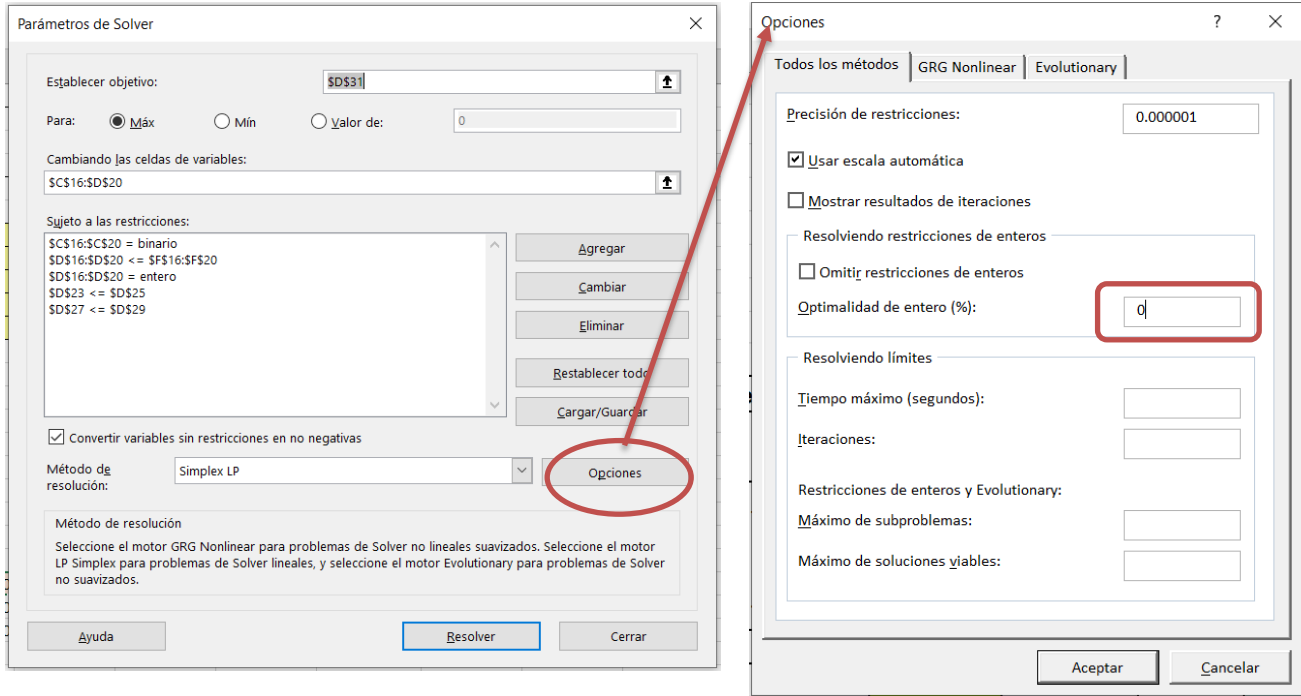 Parámetros de Solver
Establecer objetivo:
$D$31
Para:
Máx
Mín
Valor de:
0
Cambiando las celdas de variables:
$C$16:$D$20
Sujeto a las restricciones:
$C$16:$C$20 = binario
$D$16:$D$20 <= $F$16:$F$20
$D$16:$D$20 = entero
$D$23 <= $D$25
$D$27 <= $D$29
Agregar
Cambiar
Eliminar
Restablecer todo
Cargar/Guardar
Convertir variables sin restricciones en no negativas
Método de
resolución:
Simplex LP
Opciones
Método de resolución
Seleccione el motor GRG Nonlinear para problemas de Solver no lineales suavizados. Seleccione el motor
LP Simplex para problemas de Solver lineales, y seleccione el motor Evolutionary para problemas de Solver
no suavizados.
Ayuda
Resolver
Cerrar
Opciones
?
Todos los métodos
GRG Nonlinear
Evolutionary
Precisión de restricciones:
0.000001
Usar escala automática
Mostrar resultados de iteraciones
Resolviendo restricciones de enteros
Omitir restricciones de enteros
Optimalidad de entero (%):
0
Resolviendo límites
Tiempo máximo (segundos):
Iteraciones:
Restricciones de enteros y Evolutionary:
Máximo de subproblemas:
Máximo de soluciones viables:
Aceptar
Cancelar